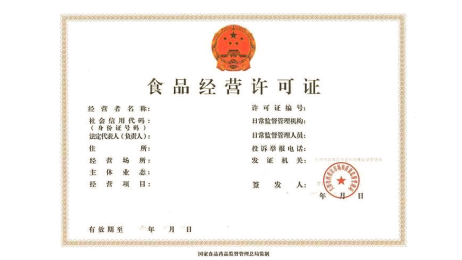 食品经营许可证
经营者名称：
社会信用代码：
（身份证号码）
法定代表人（负责人）：
住所：
经营场所：
主体业态：
经营项目：
许可证编号：
日常监督管理机构：
日常监督管理人员：
投诉举报电话：
发证机关：
签发人：
年 月 日
有效期至 年 月 日
国家食品药品监督管理总局监制